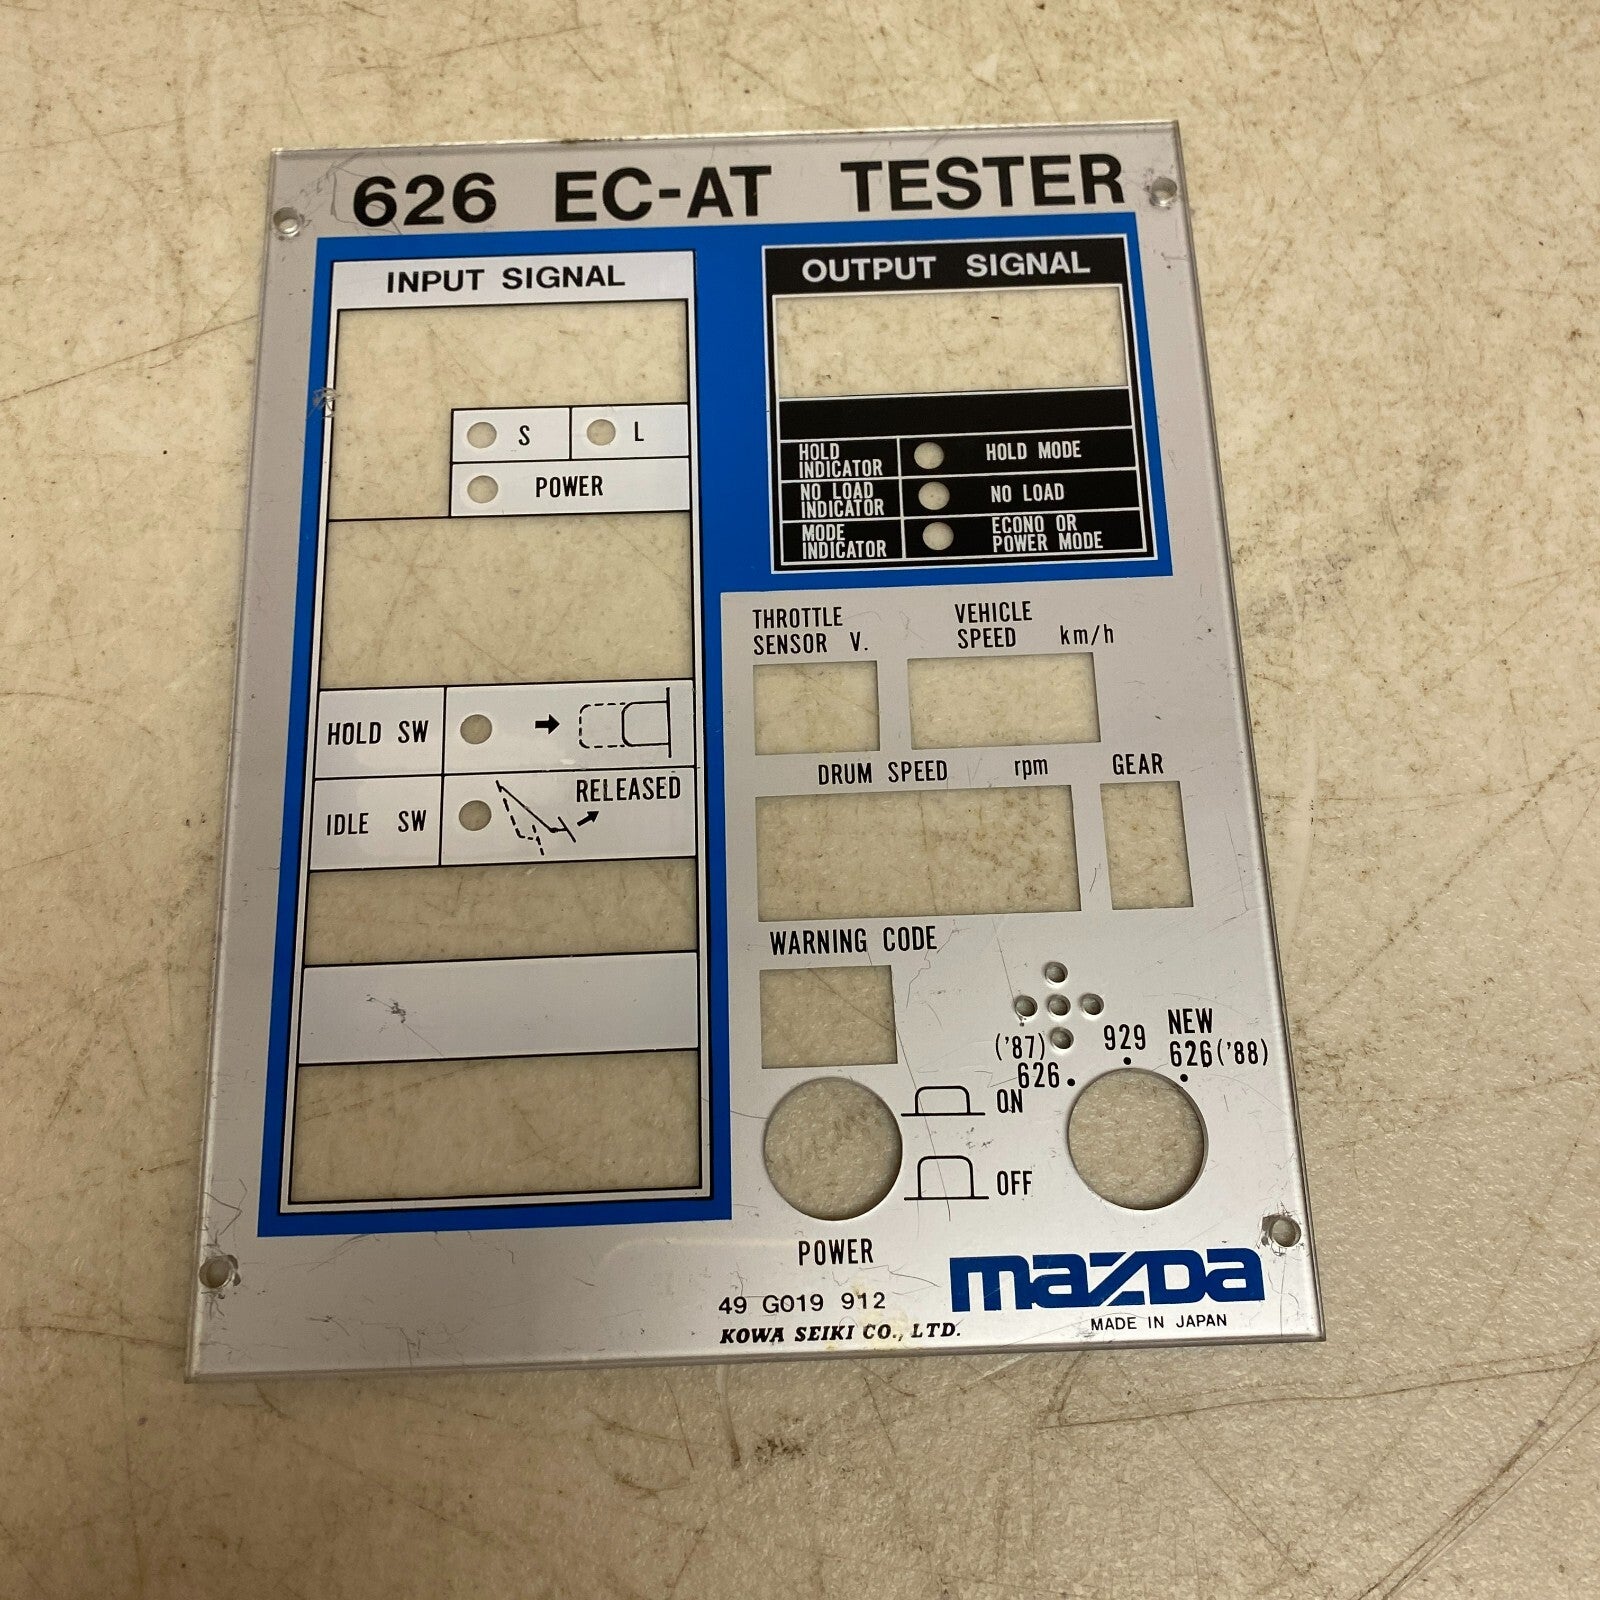 626 EC-AT TESTER
INPUT SIGNAL
S
L
POWER
HOLD SW
IDLE SW
RELEASED
OUTPUT SIGNAL
HOLD
INDICATOR
HOLD MODE
NO LOAD
INDICATOR
NO LOAD
MODE
INDICATOR
ECONO OR
POWER MODE
THROTTLE
SENSOR V.
VEHICLE
SPEED km/h
DRUM SPEED rpm
GEAR
WARNING CODE
('87)
626
929
NEW
626('88)
ON
OFF
POWER
49 G019 912
KOWA SEIKI CO., LTD.
mazda
MADE IN JAPAN